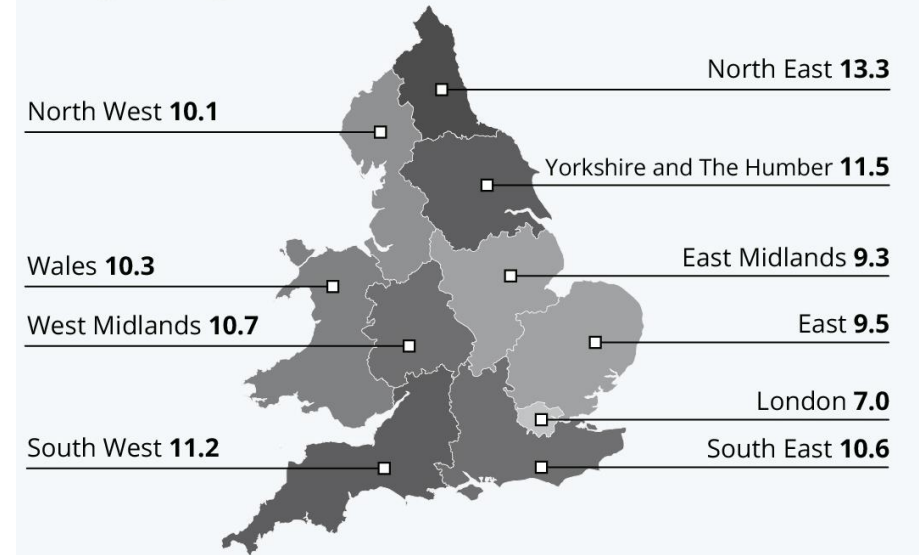 North East 13.3
North West 10.1
Yorkshire and The Humber 11.5
East Midlands 9.3
Wales 10.3
West Midlands 10.7
East 9.5
London 7.0
South West 11.2
South East 10.6